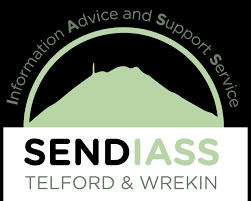 Information Advice and Support Service
SENDIASS
TELFORD & WREKIN